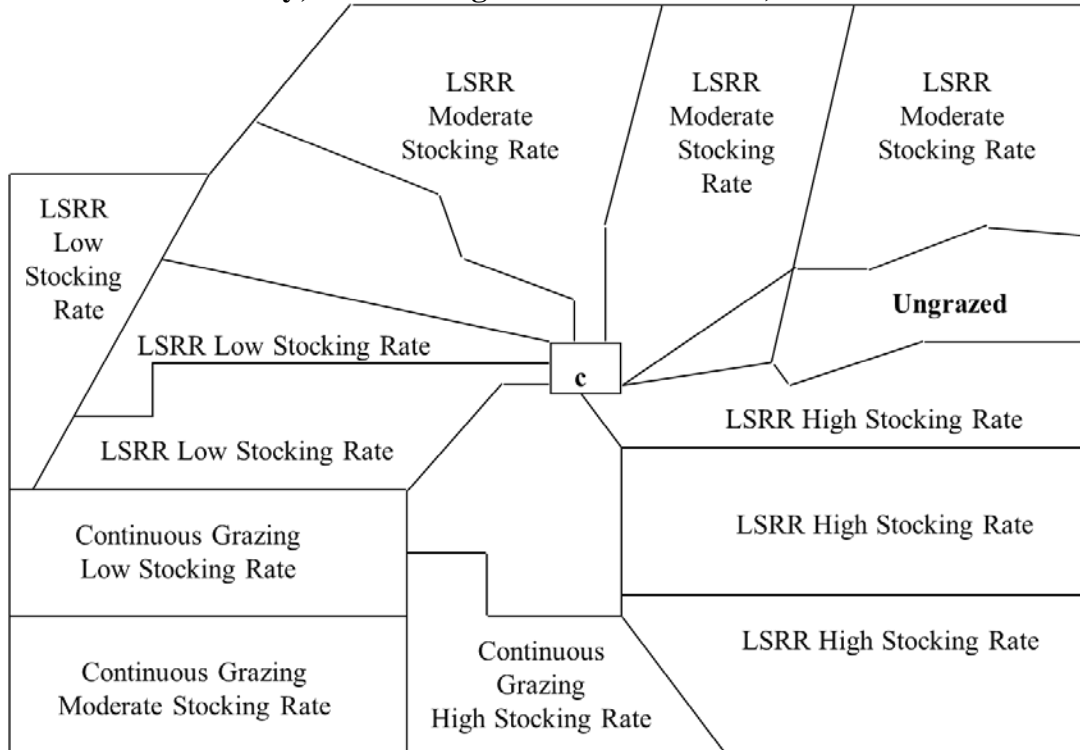 LSRR
Moderate
Stocking Rate
LSRR
Moderate
Stocking
Rate
LSRR
Moderate
Stocking Rate
LSRR
Low
Stocking
Rate
Ungrazed
LSRR Low Stocking Rate
c
LSRR High Stocking Rate
LSRR Low Stocking Rate
Continuous Grazing
Low Stocking Rate
LSRR High Stocking Rate
LSRR High Stocking Rate
Continuous Grazing
Moderate Stocking Rate
Continuous
Grazing
High Stocking Rate